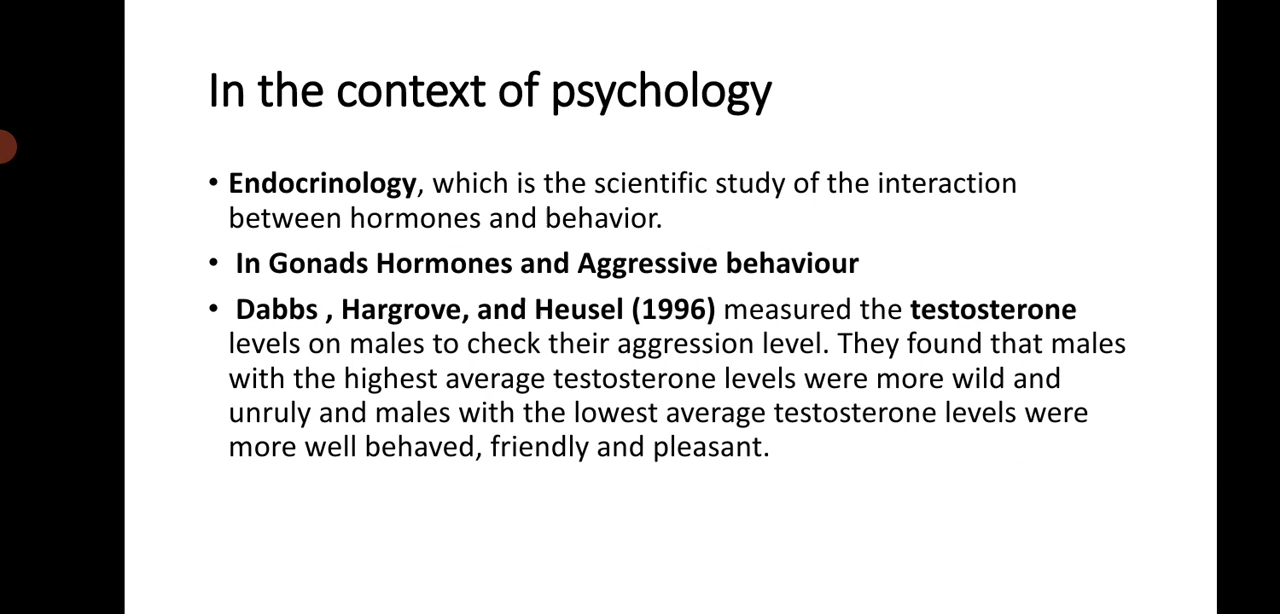 In the context of psychology
• Endocrinology, which is the scientific study of the interaction
between hormones and behavior.
• In Gonads Hormones and Aggressive behaviour
• Dabbs , Hargrove, and Heusel (1996) measured the testosterone
levels on males to check their aggression level. They found that males
with the highest average testosterone levels were more wild and
unruly and males with the lowest average testosterone levels were
more well behaved, friendly and pleasant.